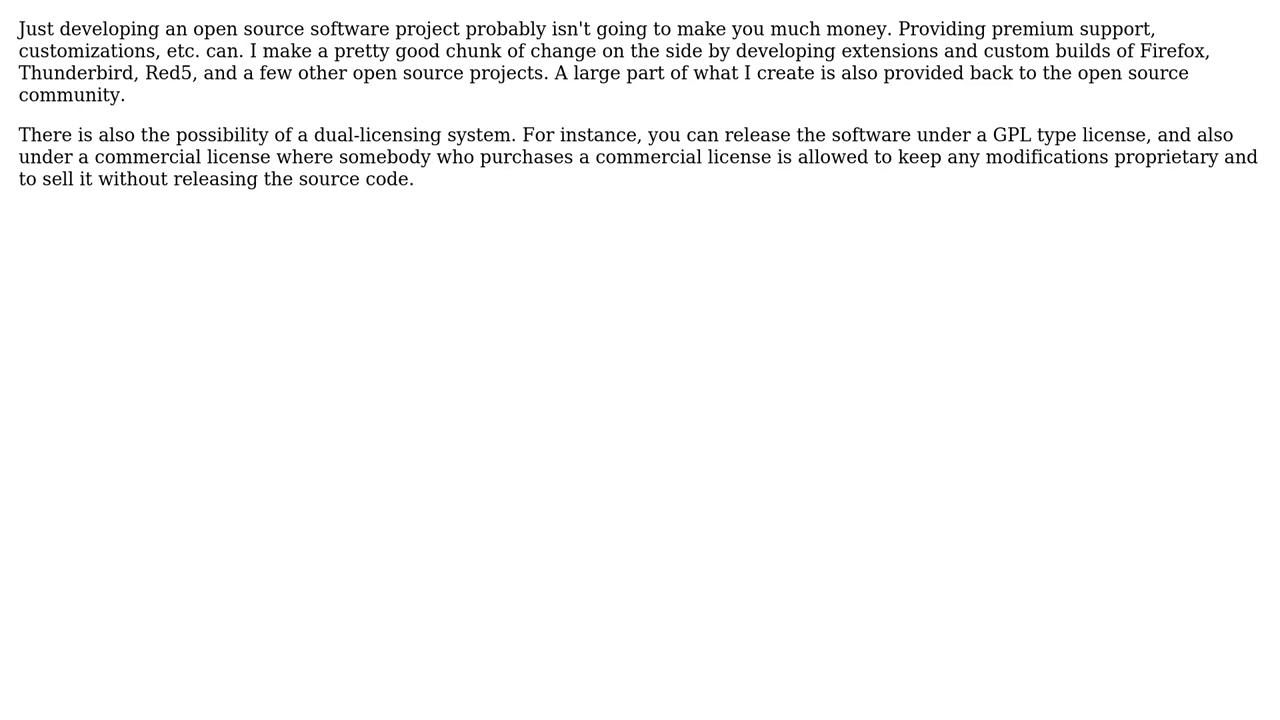 Just developing an open source software project probably isn't going to make you much money. Providing premium support,
customizations, etc. can. I make a pretty good chunk of change on the side by developing extensions and custom builds of Firefox,
Thunderbird, Red5, and a few other open source projects. A large part of what I create is also provided back to the open source
community.
There is also the possibility of a dual-licensing system. For instance, you can release the software under a GPL type license, and also
under a commercial license where somebody who purchases a commercial license is allowed to keep any modifications proprietary and
to sell it without releasing the source code.